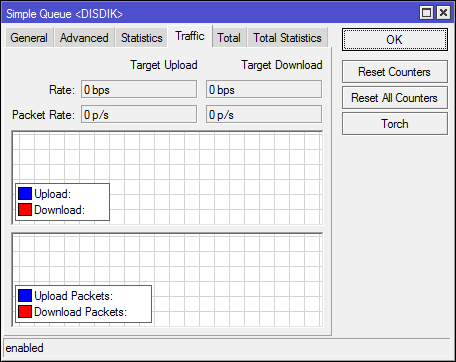 Simple Queue <DISDIK>
General Advanced Statistics Traffic Total Total Statistics
Target Upload Target Download
Rate: 0 bps 0 bps
Packet Rate: 0 p/s 0 p/s
Upload:
Download:
Upload Packets:
Download Packets:
OK
Reset Counters
Reset All Counters
Torch
enabled